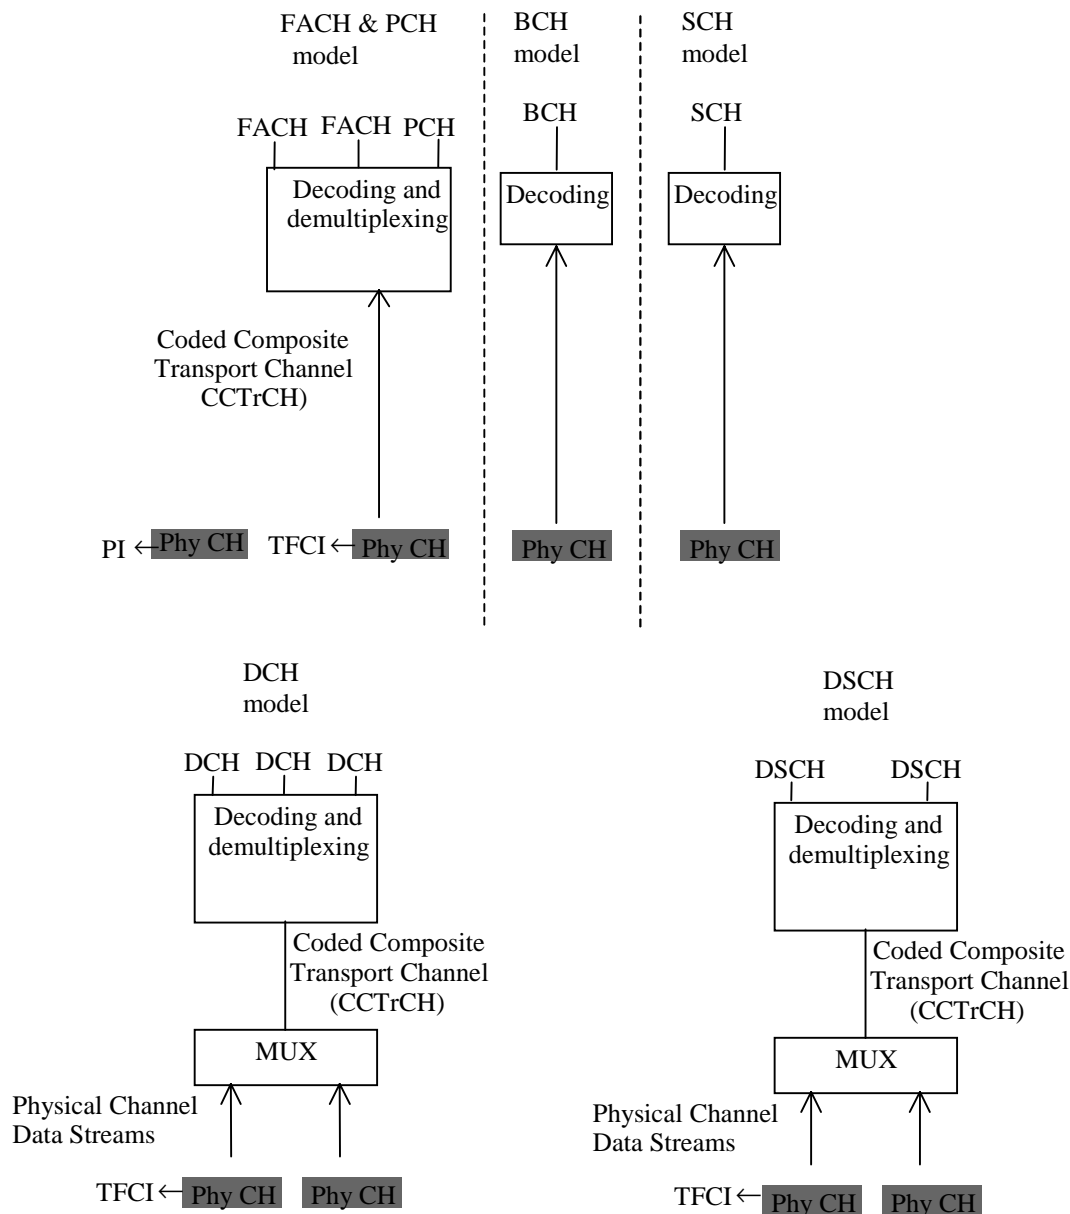 FACH & PCH
model
BCH
model
SCH
model
FACH FACH PCH
BCH
SCH
Decoding and
demultiplexing
Decoding
Decoding
Coded Composite
Transport Channel
CCTrCH)
PI
Phy CH
TFCI
Phy CH
Phy CH
Phy CH
DCH
model
DSCH
model
DCH DCH DCH
Decoding and
demultiplexing
Coded Composite
Transport Channel
(CCTrCH)
MUX
Physical Channel
Data Streams
TFCI
Phy CH
Phy CH
DSCH DSCH
Decoding and
demultiplexing
Coded Composite
Transport Channel
(CCTrCH)
MUX
Physical Channel
Data Streams
TFCI
Phy CH
Phy CH